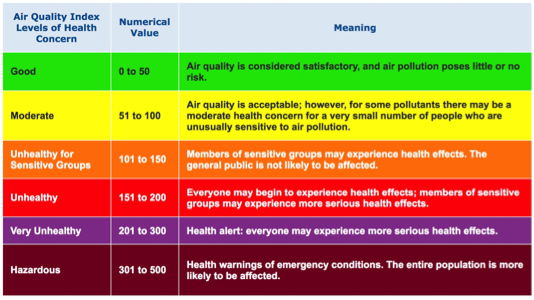 Air Quality Index
Levels of Health
Concern
Numerical
Value
Meaning
Good
0 to 50
Air quality is considered satisfactory, and air pollution poses little or no
risk.
Moderate
51 to 100
Air quality is acceptable; however, for some pollutants there may be a
moderate health concern for a very small number of people who are
unusually sensitive to air pollution.
Unhealthy for
Sensitive Groups
101 to 150
Members of sensitive groups may experience health effects. The
general public is not likely to be affected.
Unhealthy
151 to 200
Everyone may begin to experience health effects; members of sensitive
groups may experience more serious health effects.
Very Unhealthy
201 to 300
Health alert: everyone may experience more serious health effects.
Hazardous
301 to 500
Health warnings of emergency conditions. The entire population is more
likely to be affected.